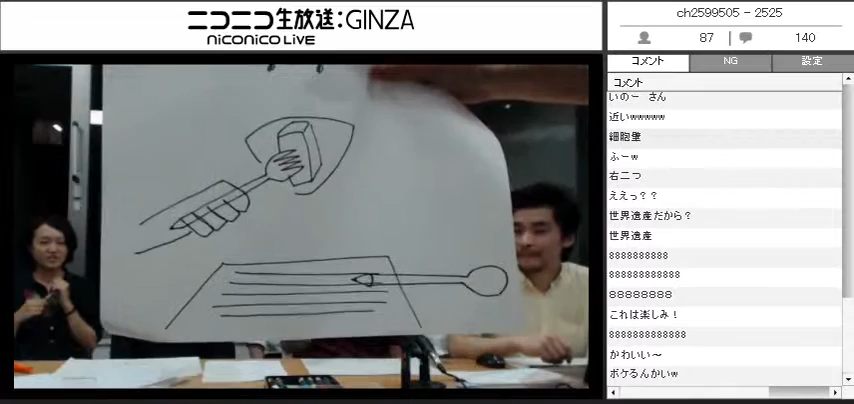 ニコニコ生放送:GINZA
niconico Live
ch2599505 - 2525
87 | 140
コメント NG 設定
コメント
いのー さん
近いwwwww
細胞壁
ふーw
右二つ
ええっ？？
世界遺産だから？
世界遺産
8888888888
888888888888
88888888
これは楽しみ！
8888888888888
かわいい～
ボケるんかいw